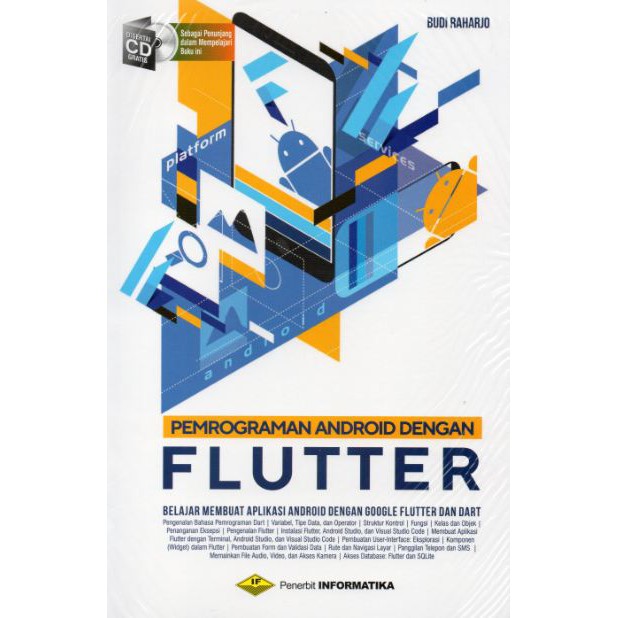 BUDI RAHARJO
DISERTAI
CD
GRATIS
Sebagai Penunjang
dalam Mempelajari
Buku ini
platform
services
android
PEMROGRAMAN ANDROID DENGAN
FLUTTER
BELAJAR MEMBUAT APLIKASI ANDROID DENGAN GOOGLE FLUTTER DAN DART
Pengenalan Bahasa Pemrograman Dart | Variabel, Tipe Data, dan Operator | Struktur Kontrol | Fungsi | Kelas dan Objek |
Penanganan Eksepsi | Pengenalan Flutter | Instalasi Flutter, Android Studio, dan Visual Studio Code | Membuat Aplikasi
Flutter dengan Terminal, Android Studio, dan Visual Studio Code | Pembuatan User-Interface: Eksplorasi | Komponen
(Widget) dalam Flutter | Pembuatan Form dan Validasi Data | Rute dan Navigasi Layar | Panggilan Telepon dan SMS |
Memainkan File Audio, Video, dan Akses Kamera | Akses Database: Flutter dan SQLite
IF
Penerbit INFORMATIKA